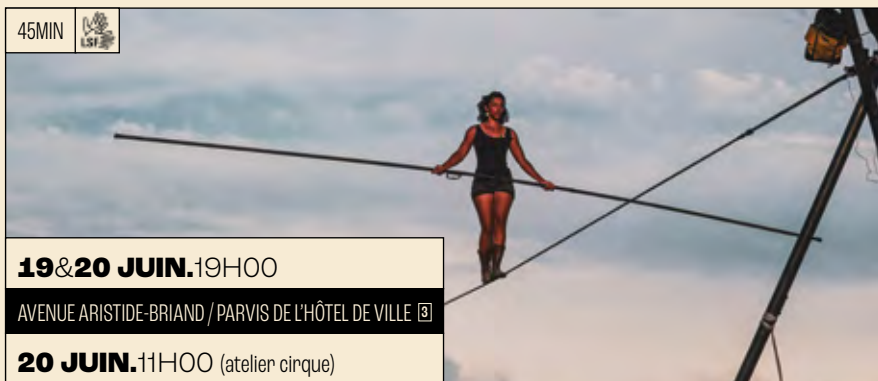 45MIN
LSF
19&20 JUIN.19H00
AVENUE ARISTIDE-BRIAND / PARVIS DE L'HÔTEL DE VILLE 3
20 JUIN.11H00 (atelier cirque)